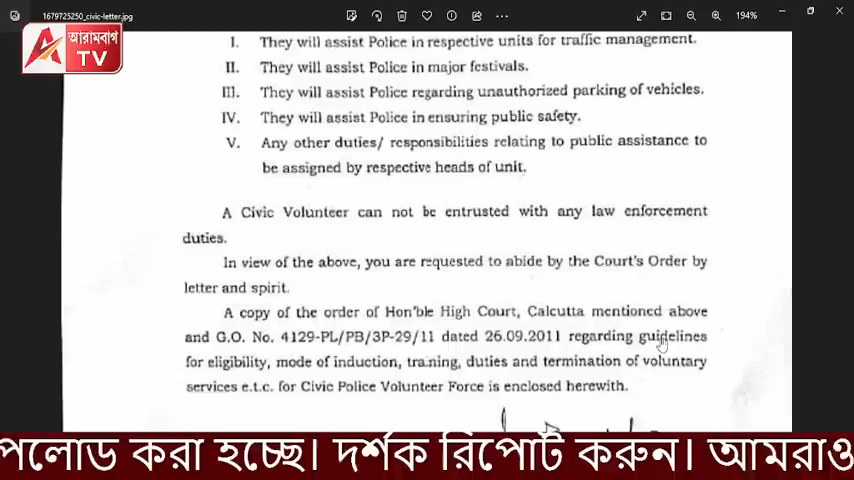 1679725250_civic-letter.jpg
194%
আরামবাগ
TV
I. They will assist Police in respective units for traffic management.
II. They will assist Police in major festivals.
III. They will assist Police regarding unauthorized parking of vehicles.
IV. They will assist Police in ensuring public safety.
V. Any other duties/ responsibilities relating to public assistance to
be assigned by respective heads of unit.
A Civic Volunteer can not be entrusted with any law enforcement
duties.
In view of the above, you are requested to abide by the Court's Order by
letter and spirit.
A copy of the order of Hon'ble High Court, Calcutta mentioned above
and G.O. No. 4129-PL/PB/3P-29/11 dated 26.09.2011 regarding guidelines
for eligibility, mode of induction, training, duties and termination of voluntary
services e.t.c. for Civic Police Volunteer Force is enclosed herewith.
পলোড করা হচ্ছে। দর্শক রিপোর্ট করুন। আমরাও